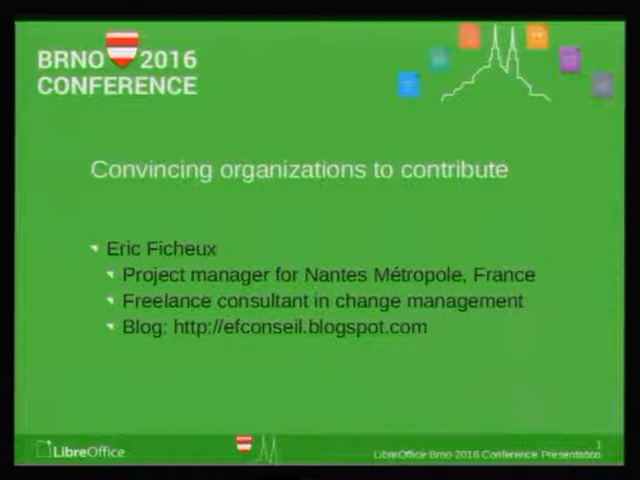 BRNO 2016
CONFERENCE
Convincing organizations to contribute
Eric Ficheux
Project manager for Nantes Métropole, France
Freelance consultant in change management
Blog: http://efconseil.blogspot.com
LibreOffice
1
LibreOffice Brno 2016 Conference Presentation